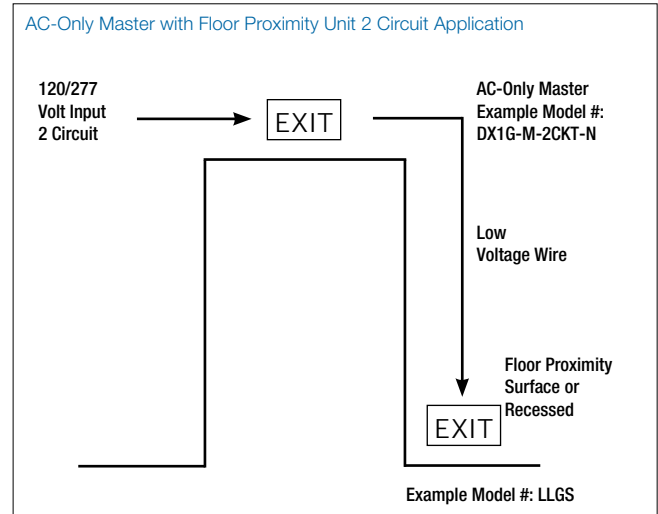 AC-Only Master with Floor Proximity Unit 2 Circuit Application
120/277
Volt Input
2 Circuit
EXIT
AC-Only Master
Example Model #:
DX1G-M-2CKT-N
Low
Voltage Wire
Floor Proximity
Surface or
Recessed
EXIT
Example Model #: LLGS